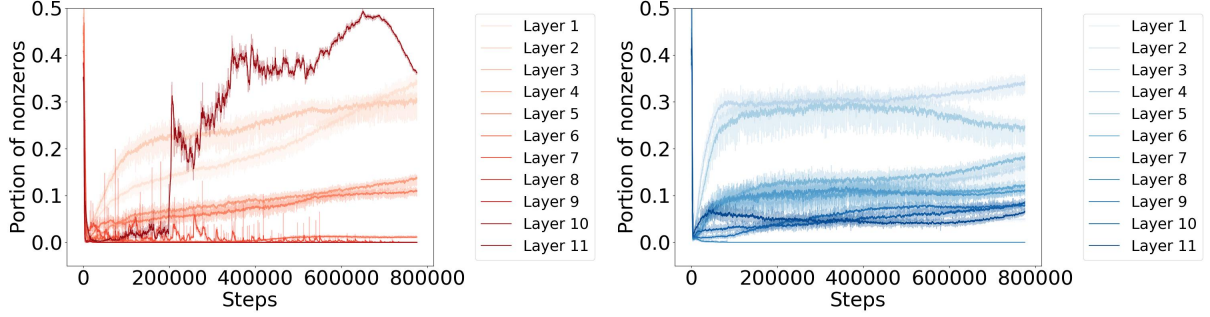 Portion of nonzeros
0.5
0.4
0.3
0.2
0.1
0.0
0 200000 400000 600000 800000
Steps
Layer 1
Layer 2
Layer 3
Layer 4
Layer 5
Layer 6
Layer 7
Layer 8
Layer 9
Layer 10
Layer 11
Portion of nonzeros
0.5
0.4
0.3
0.2
0.1
0.0
0 200000 400000 600000 800000
Steps
Layer 1
Layer 2
Layer 3
Layer 4
Layer 5
Layer 6
Layer 7
Layer 8
Layer 9
Layer 10
Layer 11